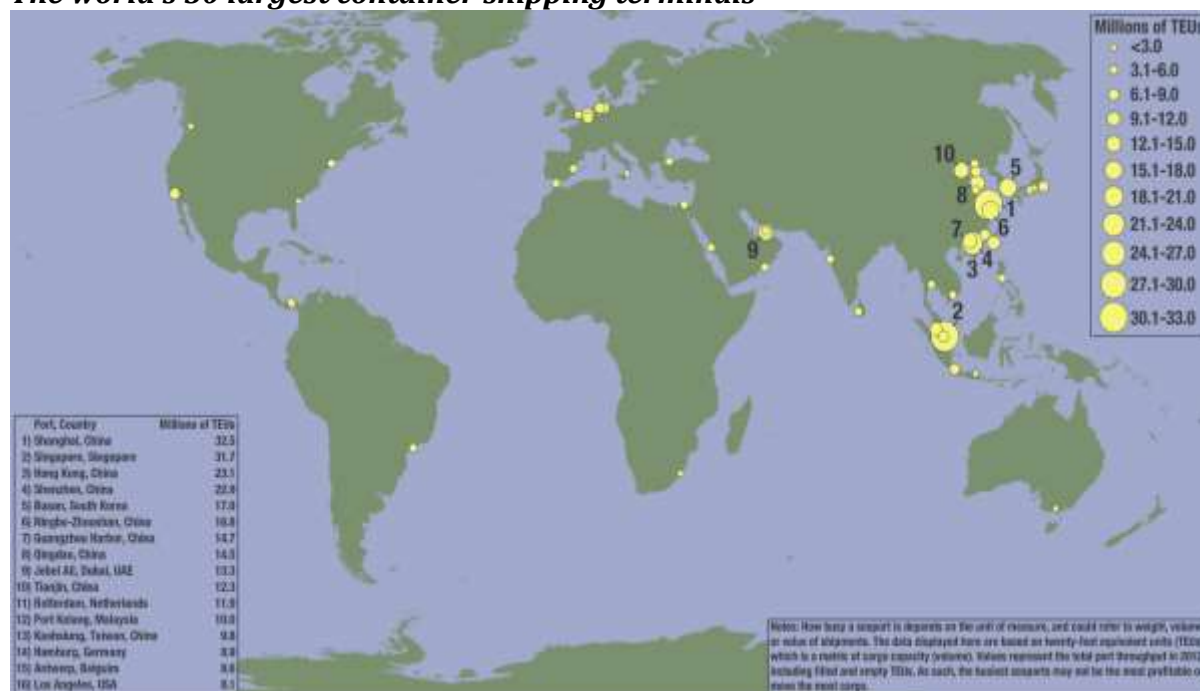 The world's 50 largest container shipping terminals
Millions of TEUs
<3.0
3.1-6.0
6.1-9.0
9.1-12.0
12.1-15.0
15.1-18.0
18.1-21.0
21.1-24.0
24.1-27.0
27.1-30.0
30.1-33.0
10
5
8
1
7
6
9
3
4
2
Port, Country Millions of TEUs
1) Shanghai, China 32.5
2) Singapore, Singapore 31.7
3) Hong Kong, China 23.1
4) Shenzhen, China 22.9
5) Busan, South Korea 17.0
6) Ningbo-Zhoushan, China 16.8
7) Guangzhou Harbor, China 14.7
8) Qingdao, China 14.5
9) Jebel Ali, Dubai, UAE 13.3
10) Tianjin, China 12.3
11) Rotterdam, Netherlands 11.9
12) Port Kelang, Malaysia 10.0
13) Kaohsiung, Taiwan, China 9.8
14) Hamburg, Germany 8.9
15) Antwerp, Belgium 8.6
16) Los Angeles, USA 8.1
Notes: How busy a seaport is depends on the unit of measure, and could refer to weight, volume
or value of shipments. The data displayed here are based on twenty-foot equivalent units (TEUs)
which is a metric of cargo capacity (volume). Values represent the total port throughput in 2012
including filled and empty TEUs. As such, the busiest seaports may not be the most profitable or
move the most cargo.